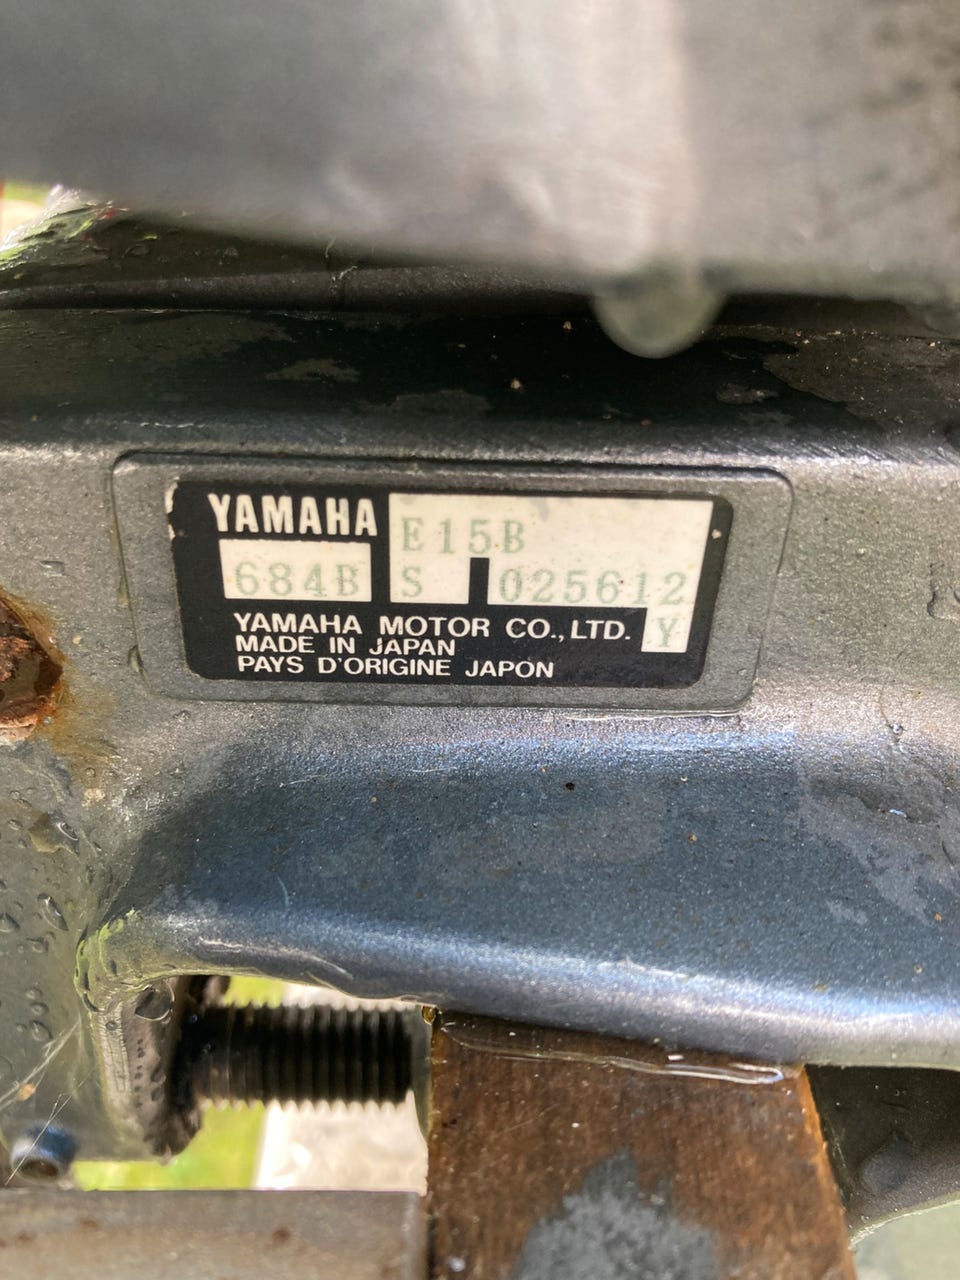 YAMAHA E15B
684B S 025612
Y
YAMAHA MOTOR CO., LTD.
MADE IN JAPAN
PAYS D'ORIGINE JAPON